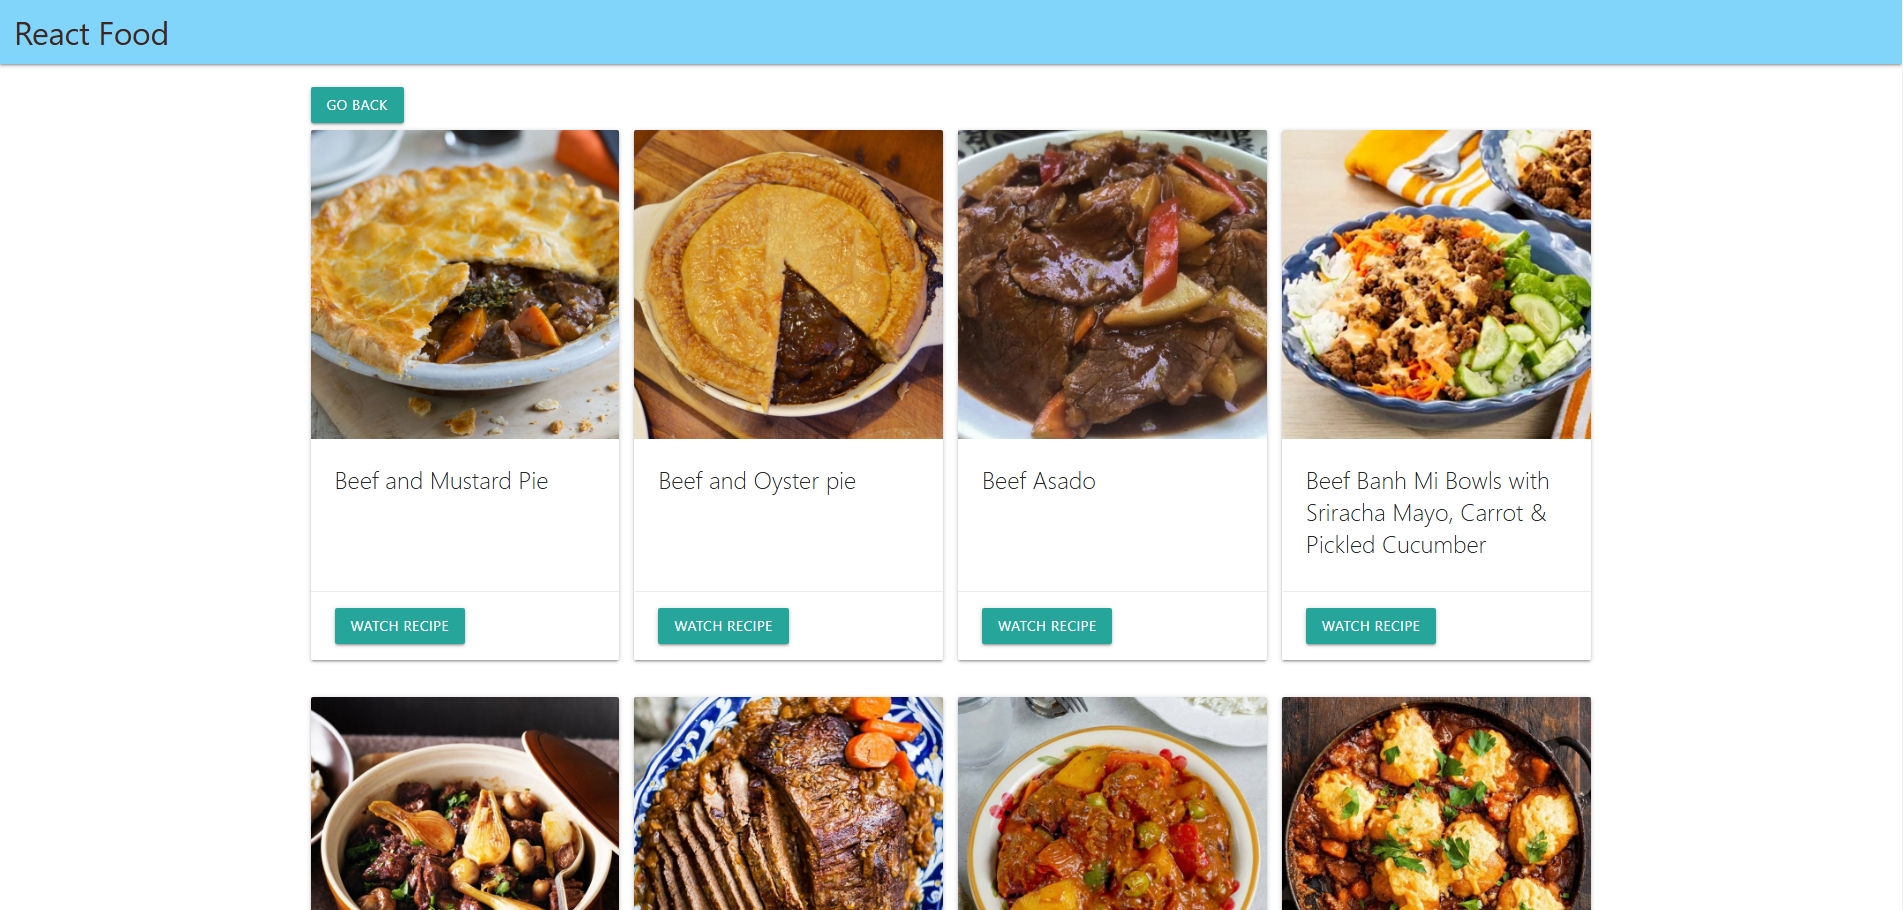 React Food
GO BACK
Beef and Mustard Pie
WATCH RECIPE
Beef and Oyster pie
WATCH RECIPE
Beef Asado
WATCH RECIPE
Beef Banh Mi Bowls with
Sriracha Mayo, Carrot &
Pickled Cucumber
WATCH RECIPE